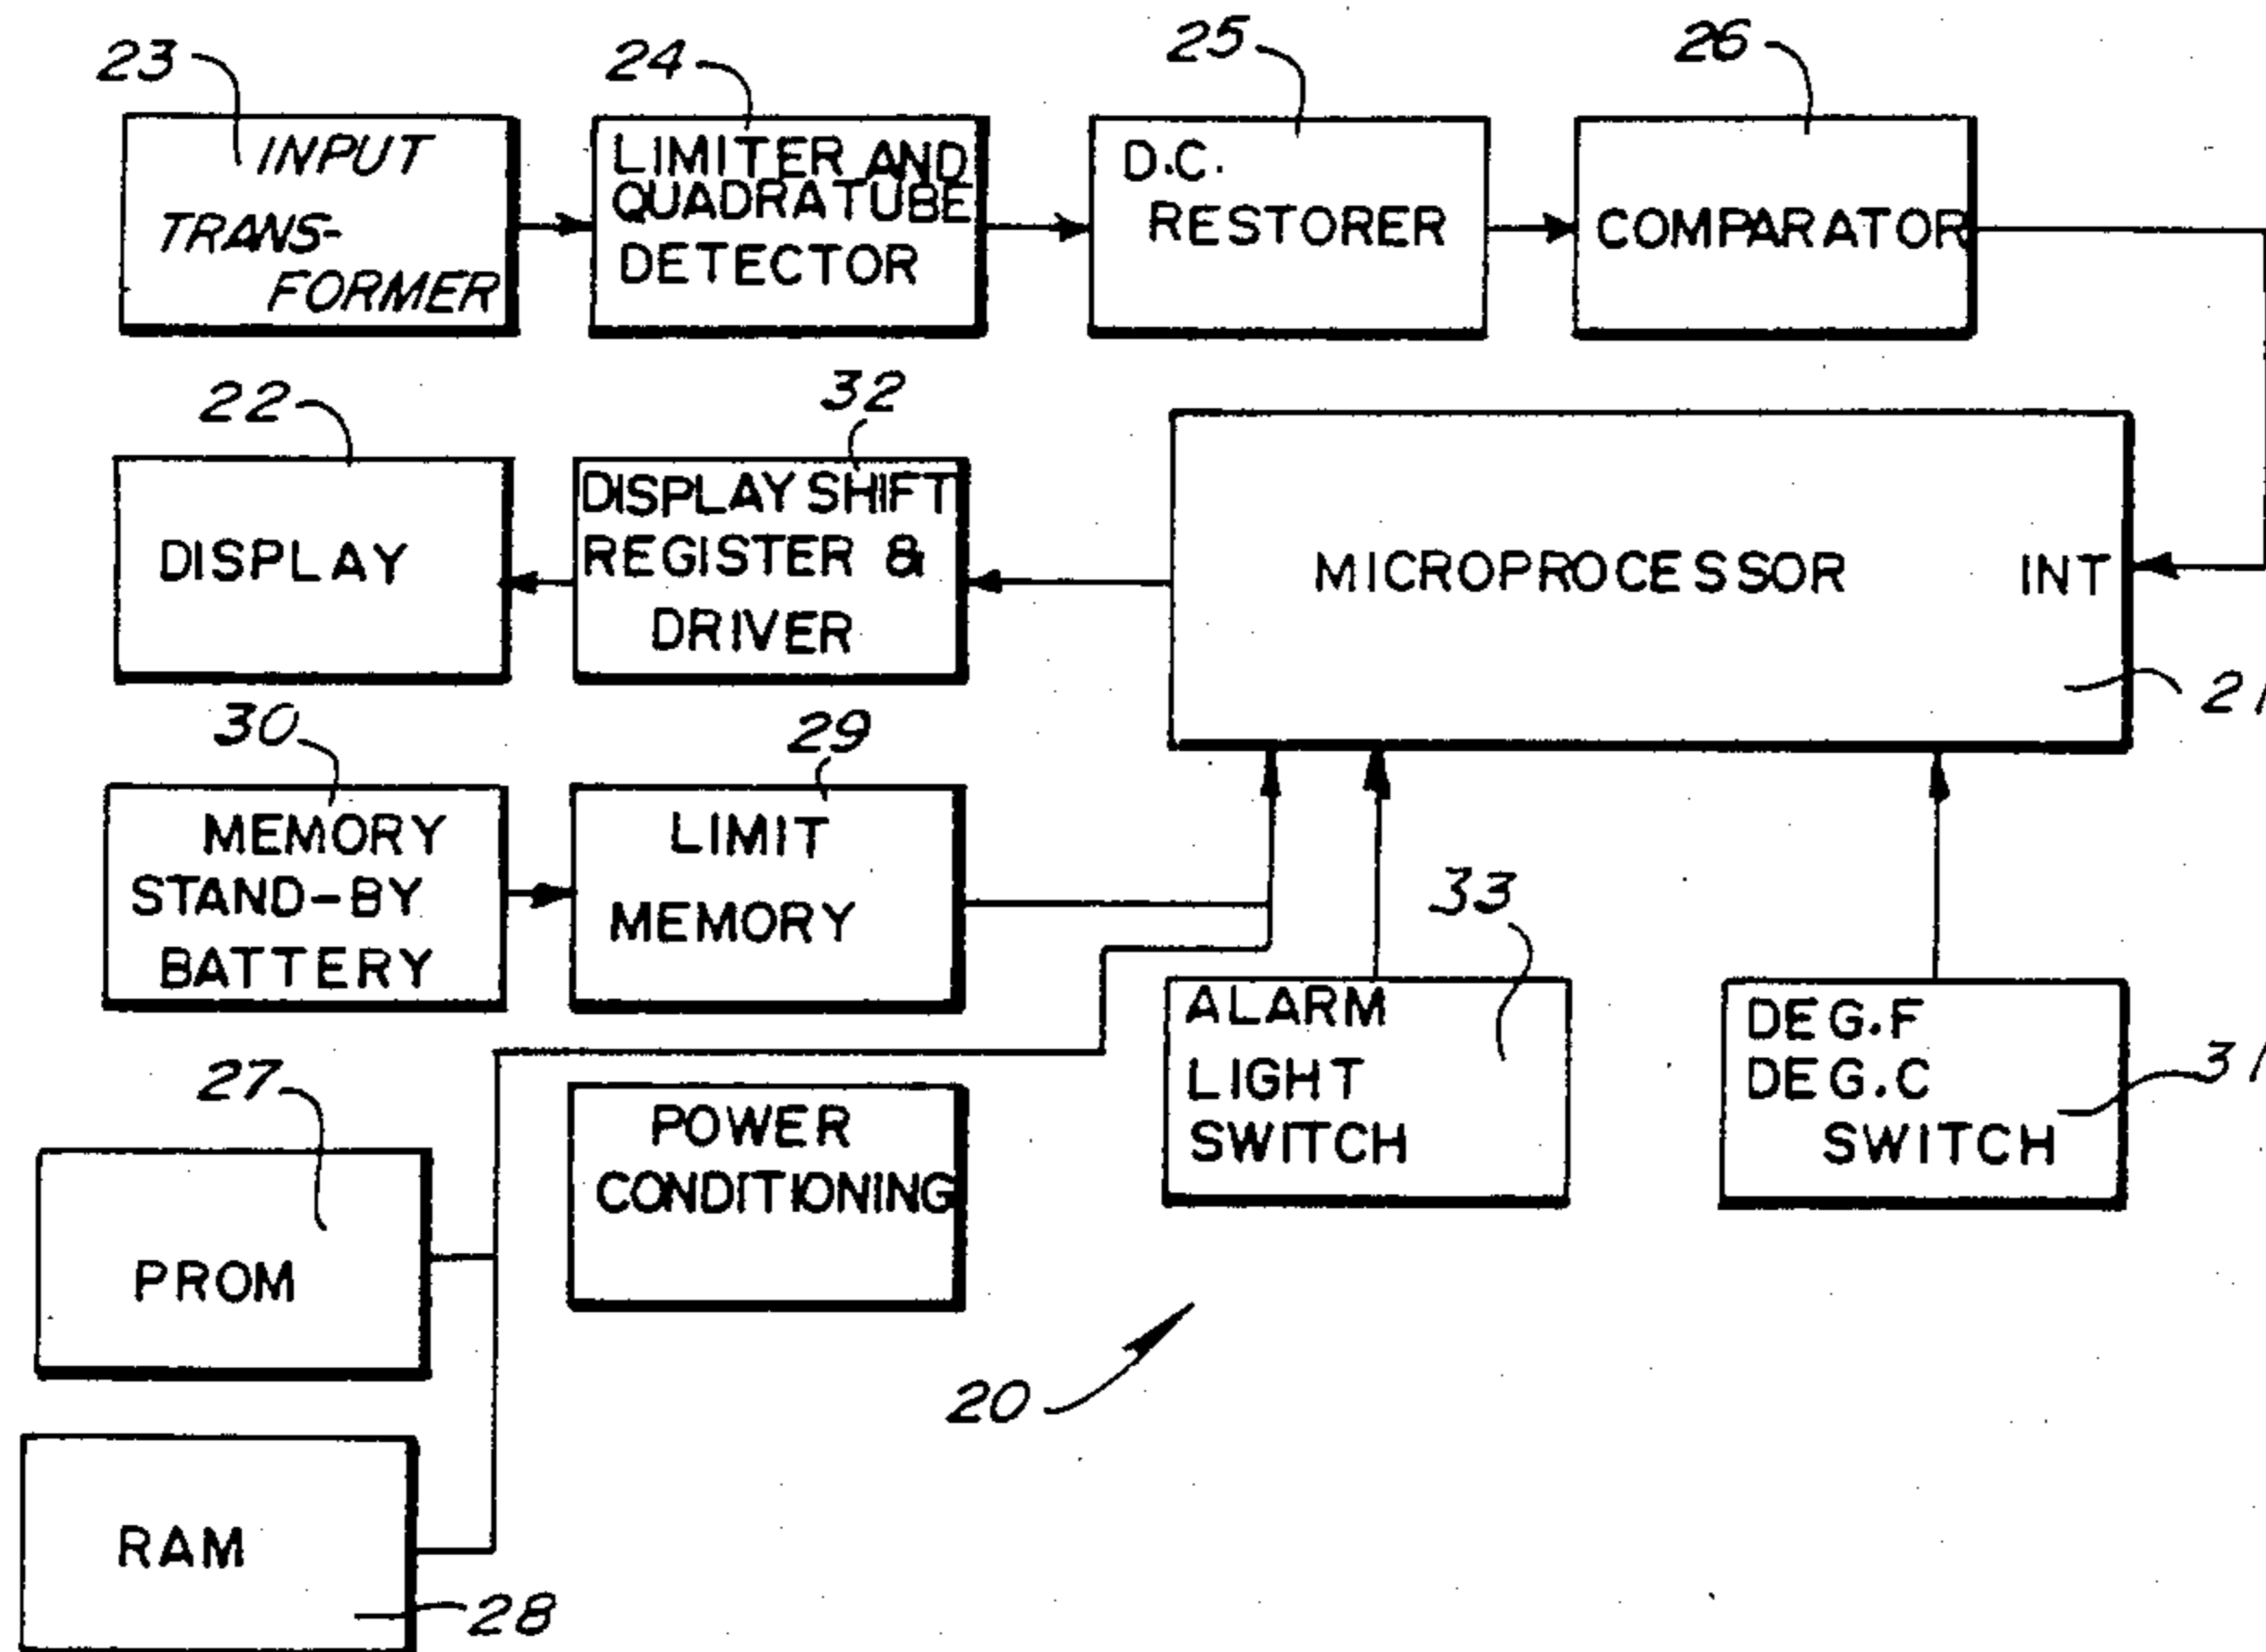 23
24
25
26
INPUT
TRANS-
FORMER
LIMITER AND
QUADRATUBE
DETECTOR
D.C.
RESTORER
COMPARATOR
22
32
DISPLAY
DISPLAY SHIFT
REGISTER &
DRIVER
MICROPROCESSOR INT
21
30
29
MEMORY
STAND-BY
BATTERY
LIMIT
MEMORY
33
ALARM
LIGHT
SWITCH
DEG.F
DEG.C
SWITCH
31
27
PROM
POWER
CONDITIONING
20
RAM
28